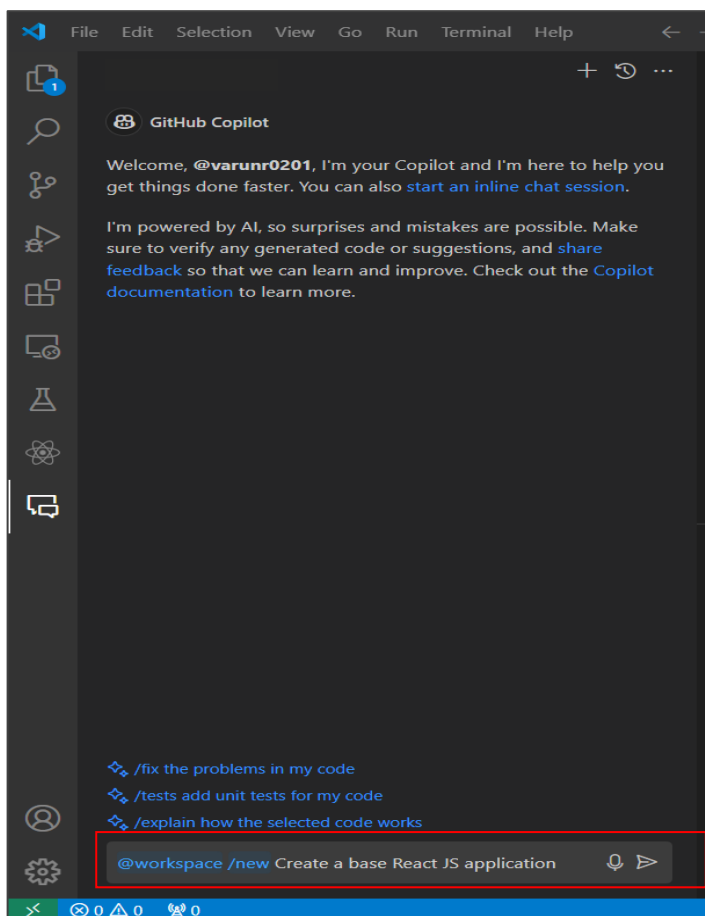 File Edit Selection View Go Run Terminal Help
1
GitHub Copilot
Welcome, @varunr0201, I'm your Copilot and I'm here to help you
get things done faster. You can also start an inline chat session.
I'm powered by AI, so surprises and mistakes are possible. Make
sure to verify any generated code or suggestions, and share
feedback so that we can learn and improve. Check out the Copilot
documentation to learn more.
/fix the problems in my code
/tests add unit tests for my code
/explain how the selected code works
@workspace /new Create a base React JS application
0 0 0